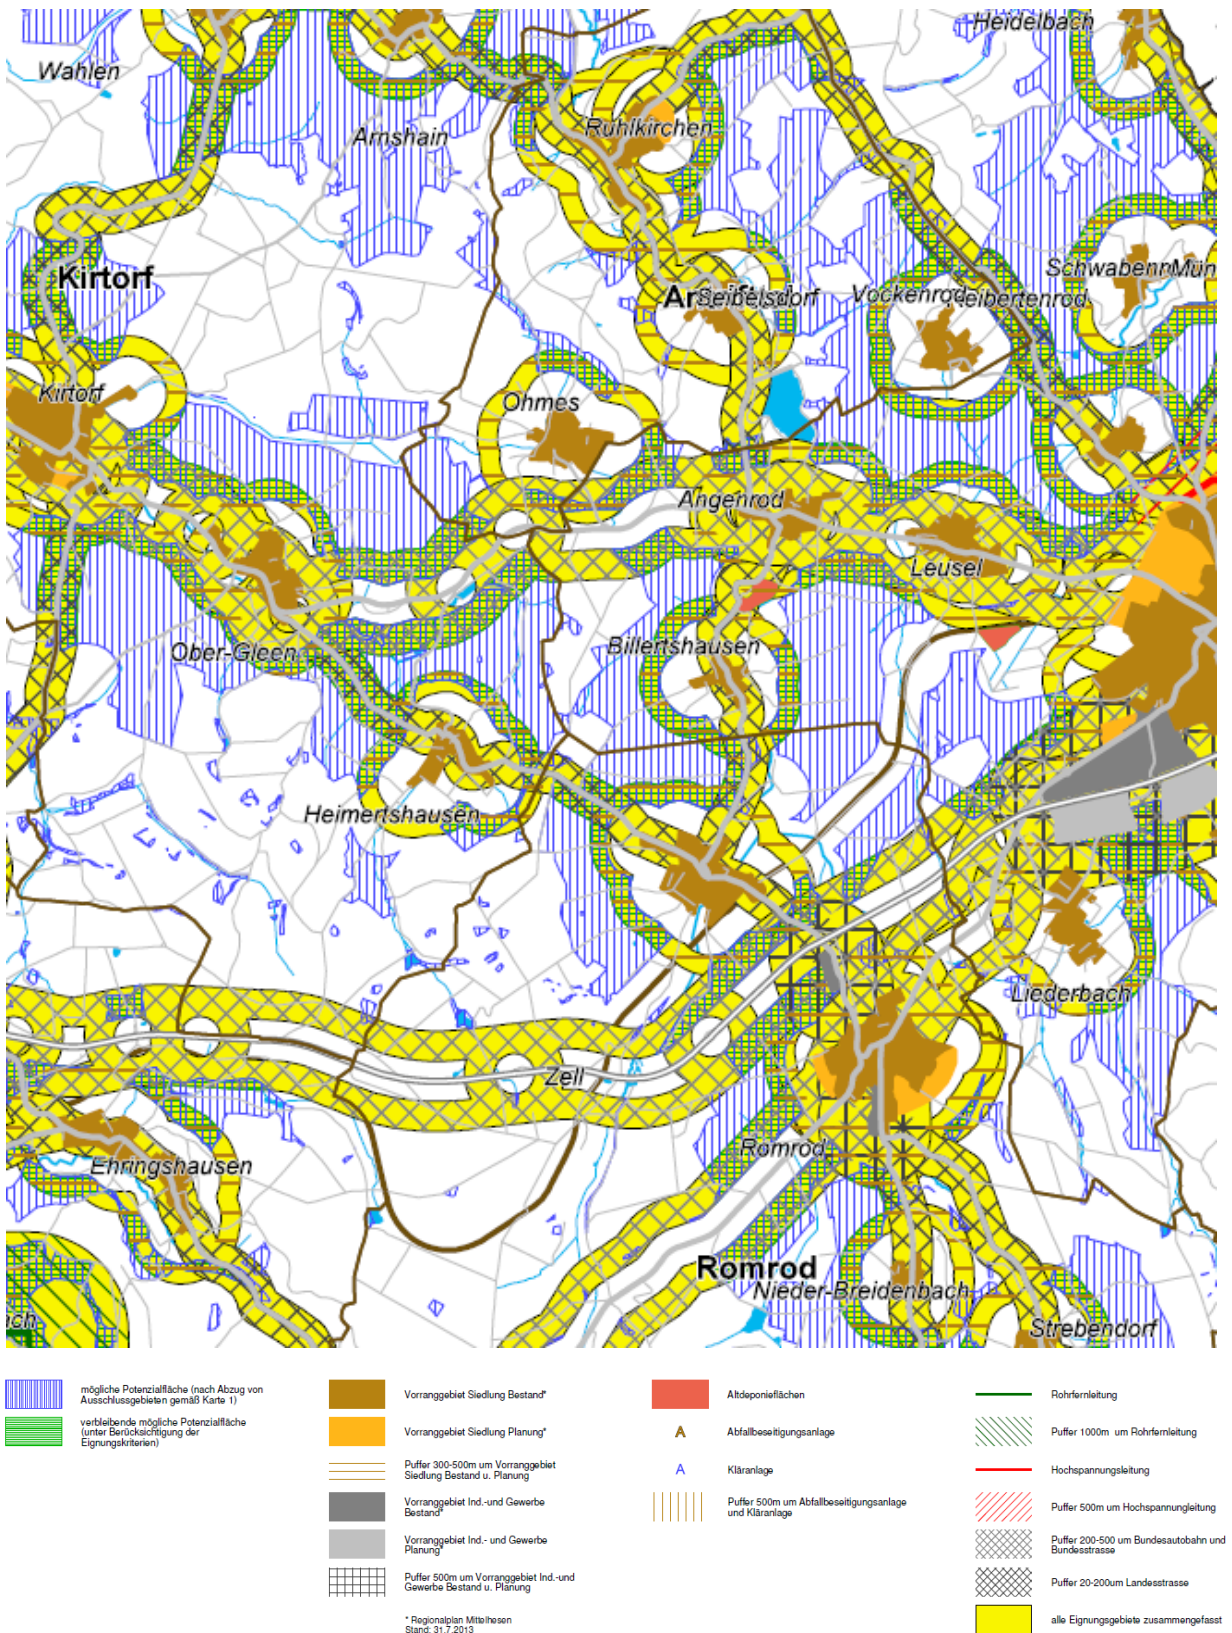 Heidelbach
Wahlen
Arnshain
Ruhlkirchen
Kirtorf
Schwabenr
Mün
Seibelsdorf
Vockenrod
Reibertenrod
Kirtorf
Ohmes
Angenrod
Leusel
Ober-Gleen
Billertshausen
Heimertshausen
Liederbach
Zell
Romrod
Ehringshausen
Romrod
Nieder-Breidenbach
Strebendorf
mögliche Potenzialfläche (nach Abzug von
Ausschlussgebieten gemäß Karte 1)
verbleibende mögliche Potenzialfläche
(unter Berücksichtigung der
Eignungskriterien)
Vorranggebiet Siedlung Bestand*
Vorranggebiet Siedlung Planung*
Puffer 300-500m um Vorranggebiet
Siedlung Bestand u. Planung
Vorranggebiet Ind.-und Gewerbe
Bestand*
Vorranggebiet Ind.- und Gewerbe
Planung*
Puffer 500m um Vorranggebiet Ind.-und
Gewerbe Bestand u. Planung
* Regionalplan Mittelhesen
Stand: 31.7.2013
Altdeponieflächen
A Abfallbeseitigungsanlage
A Kläranlage
Puffer 500m um Abfallbeseitigungsanlage
und Kläranlage
Rohrfernleitung
Puffer 1000m um Rohrfernleitung
Hochspannungsleitung
Puffer 500m um Hochspannungleitung
Puffer 200-500 um Bundesautobahn und
Bundesstrasse
Puffer 20-200um Landesstrasse
alle Eignungsgebiete zusammengefasst